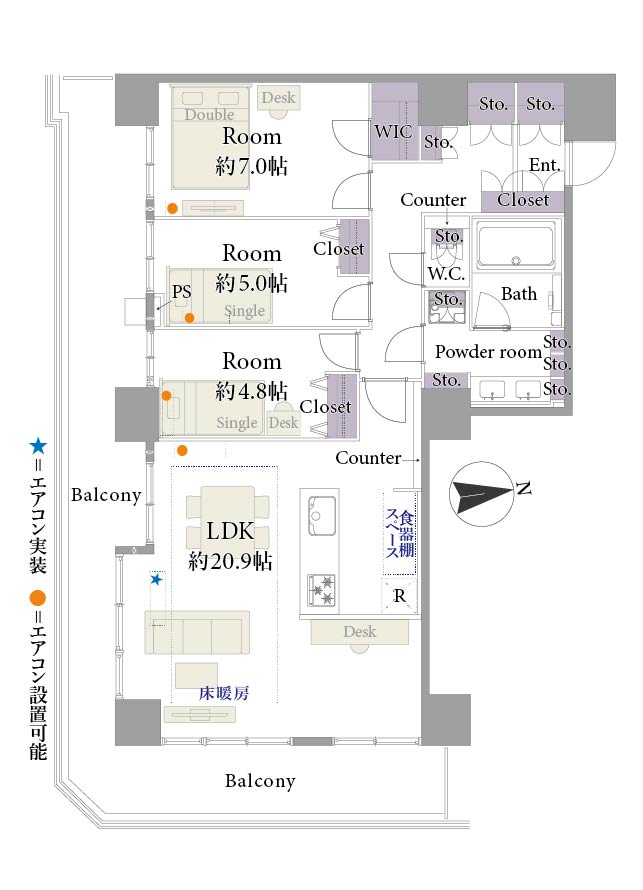 Double
Desk
Room
約7.0帖
WIC
Sto.
Sto.
Sto.
Ent.
Closet
Counter
Sto.
W.C.
Room
約5.0帖
Closet
Single
PS
Bath
Sto.
Powder room
Sto.
Sto.
Sto.
Sto.
Room
約4.8帖
Single
Desk
Closet
Counter
Balcony
LDK
約20.9帖
食器棚
スペース
R
Desk
床暖房
N
★=エアコン実装
●=エアコン設置可能
Balcony